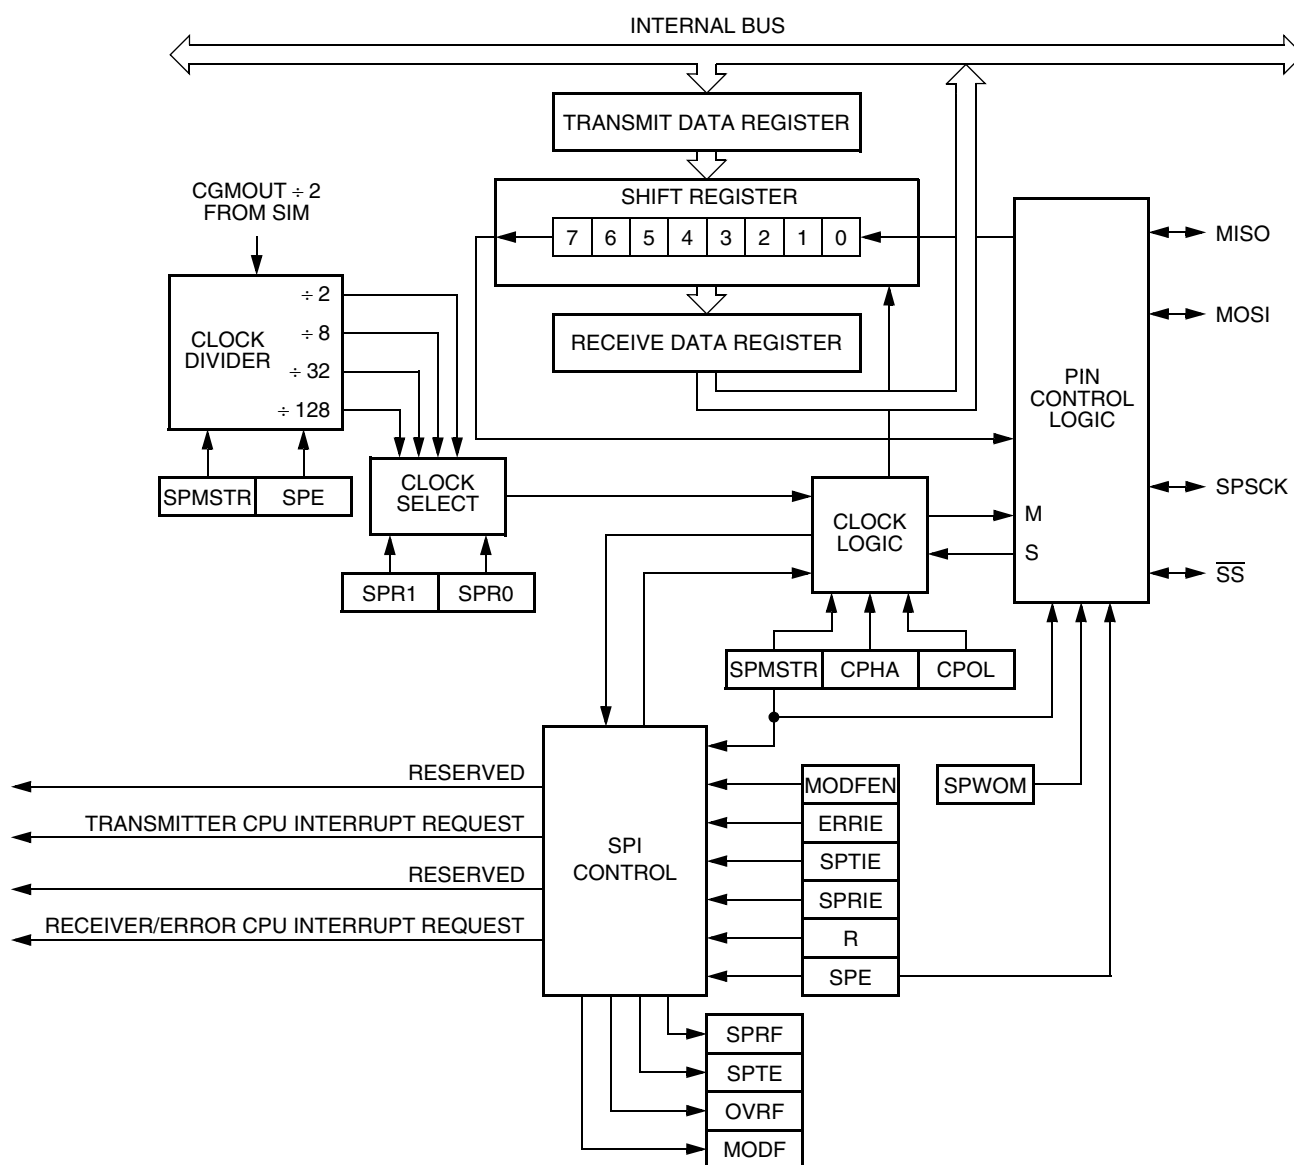 INTERNAL BUS
TRANSMIT DATA REGISTER
CGMOUT ÷ 2
FROM SIM
SHIFT REGISTER
7 6 5 4 3 2 1 0
MISO
÷ 2
MOSI
CLOCK
DIVIDER
÷ 8
RECEIVE DATA REGISTER
÷ 32
PIN
CONTROL
LOGIC
÷ 128
SPMSTR SPE
CLOCK
SELECT
SPSCK
CLOCK
LOGIC
M
S
SS
SPR1 SPR0
SPMSTR CPHA CPOL
RESERVED
MODFEN
SPWOM
TRANSMITTER CPU INTERRUPT REQUEST
ERRIE
SPI
CONTROL
SPTIE
RESERVED
SPRIE
RECEIVER/ERROR CPU INTERRUPT REQUEST
R
SPE
SPRF
SPTE
OVRF
MODF